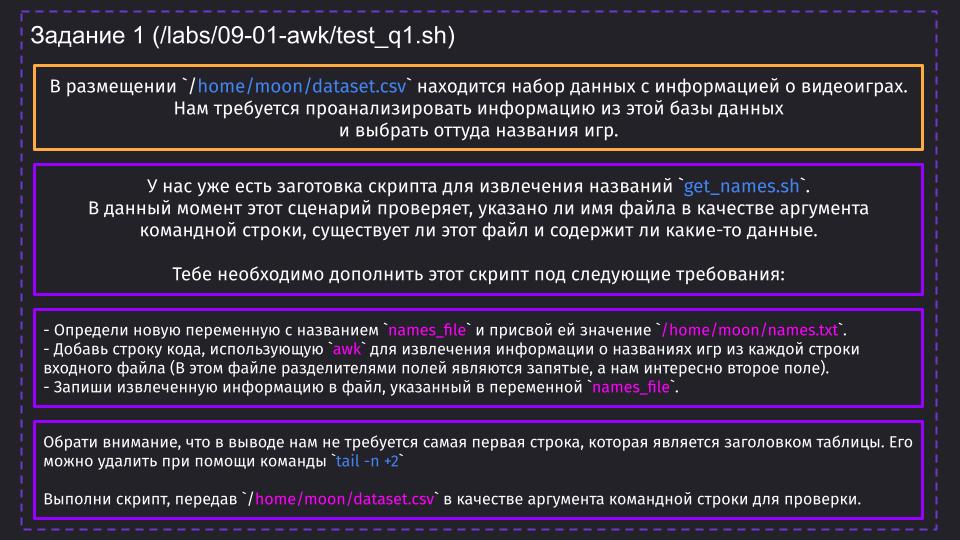 Задание 1 (/labs/09-01-awk/test_q1.sh)
В размещении `/home/moon/dataset.csv` находится набор данных с информацией о видеоиграх.
Нам требуется проанализировать информацию из этой базы данных
и выбрать оттуда названия игр.
У нас уже есть заготовка скрипта для извлечения названий `get_names.sh`.
В данный момент этот сценарий проверяет, указано ли имя файла в качестве аргумента
командной строки, существует ли этот файл и содержит ли какие-то данные.
Тебе необходимо дополнить этот скрипт под следующие требования:
- Определи новую переменную с названием `names_file` и присвой ей значение `/home/moon/names.txt`.
- Добавь строку кода, использующую `awk` для извлечения информации о названиях игр из каждой строки
входного файла (В этом файле разделителями полей являются запятые, а нам интересно второе поле).
- Запиши извлеченную информацию в файл, указанный в переменной `names_file`.
Обрати внимание, что в выводе нам не требуется самая первая строка, которая является заголовком таблицы. Его
можно удалить при помощи команды `tail -n +2`
Выполни скрипт, передав `/home/moon/dataset.csv` в качестве аргумента командной строки для проверки.